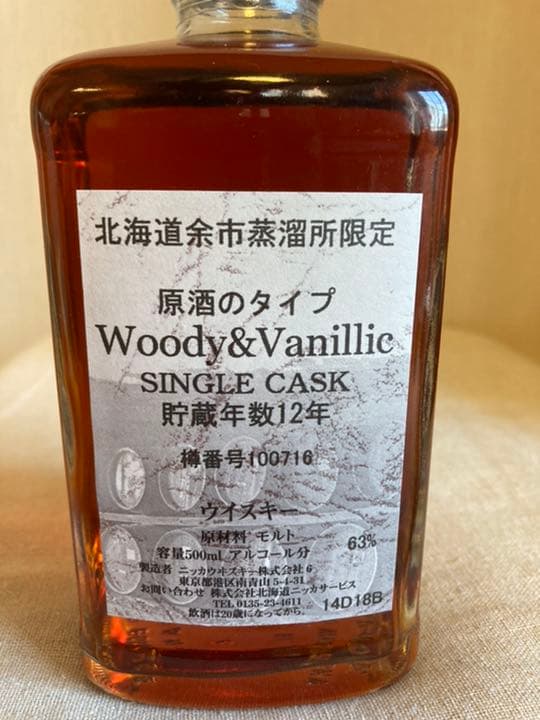 北海道余市蒸溜所限定
原酒のタイプ
Woody&Vanillic
SINGLE CASK
貯蔵年数12年
樽番号100716
ウイスキー
原材料 モルト
容量500mL アルコール分 63%
製造者 ニッカウヰスキー株式会社 6
東京都港区南青山 5-4-31
お問い合わせ 株式会社北海道ニッカサービス
TEL 0135-23-4611
飲酒は20歳になってから。
14D18B